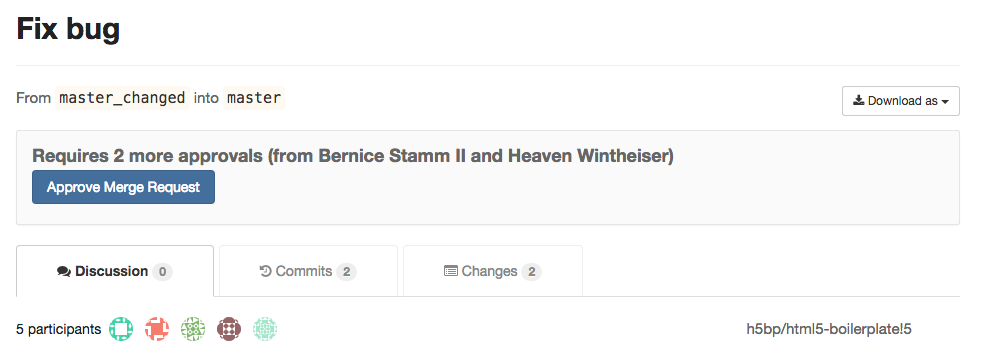 Fix bug
From master_changed into master
Download as
Requires 2 more approvals (from Bernice Stamm II and Heaven Wintheiser)
Approve Merge Request
Discussion 0
Commits 2
Changes 2
5 participants
h5bp/html5-boilerplate!5